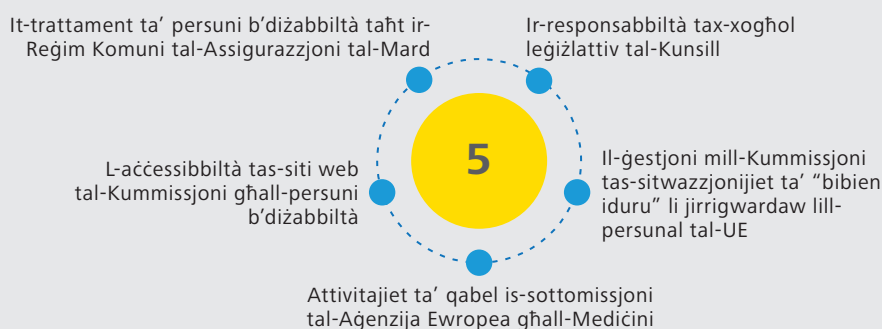 It-trattament ta' persuni b'diżabbiltà taħt ir-
Reġim Komuni tal-Assigurazzjoni tal-Mard
Ir-responsabbiltà tax-xogħol
leġiżlattiv tal-Kunsill
5
L-aċċessibbiltà tas-siti web
tal-Kummissjoni għall-persuni
b'diżabbiltà
Il-ġestjoni mill-Kummissjoni
tas-sitwazzjonijiet ta' “bibien
iduru” li jirrigwardaw lill-
persunal tal-UE
Attivitajiet ta' qabel is-sottomissjoni
tal-Aġenzija Ewropea għall-Mediċini